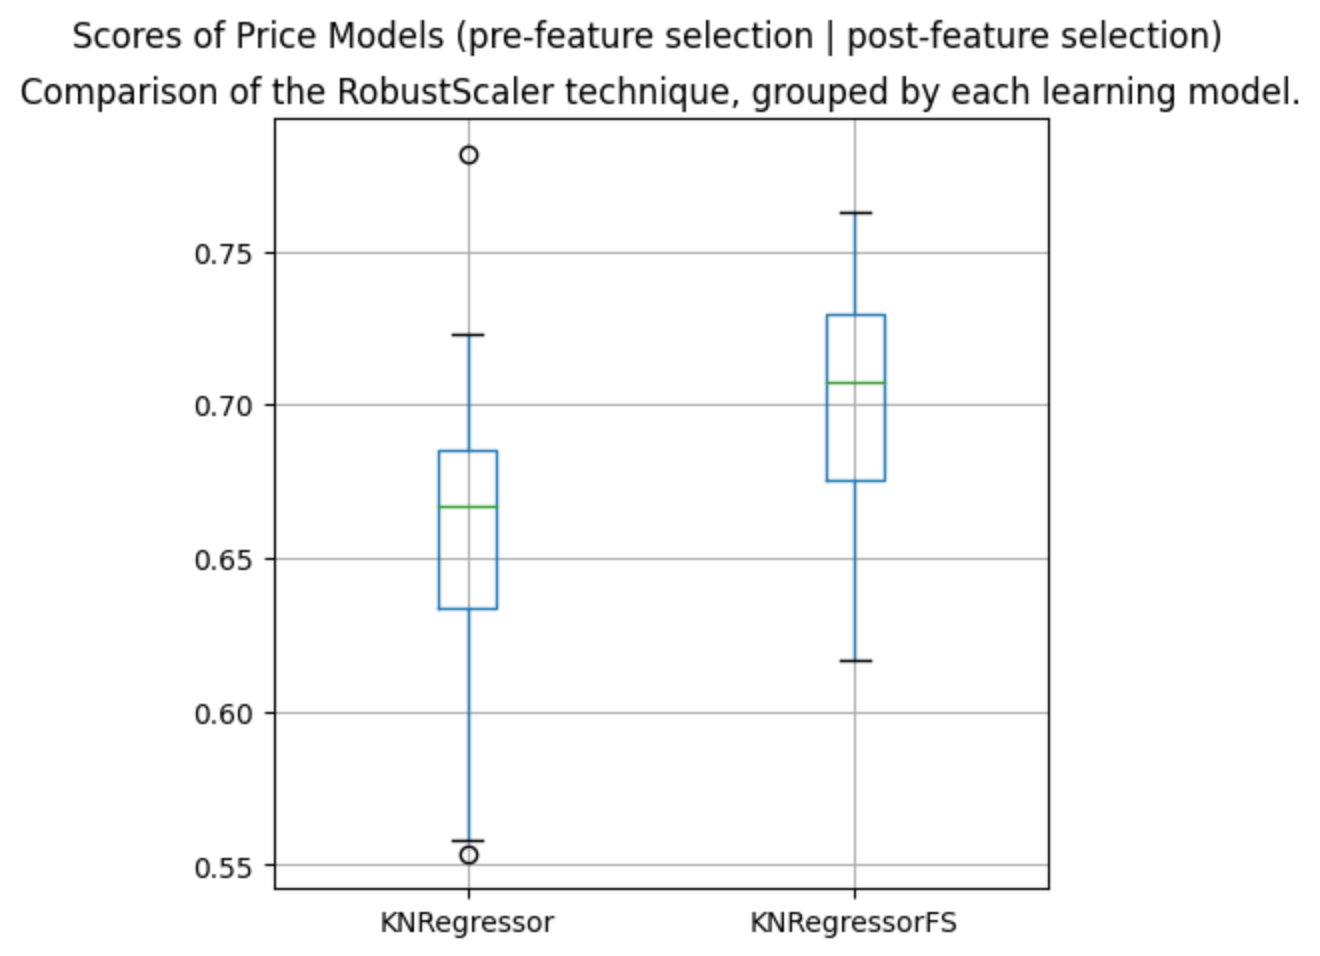 Scores of Price Models (pre-feature selection | post-feature selection)
Comparison of the RobustScaler technique, grouped by each learning model.
0.75
0.70
0.65
0.60
0.55
KNRegressor KNRegressorFS